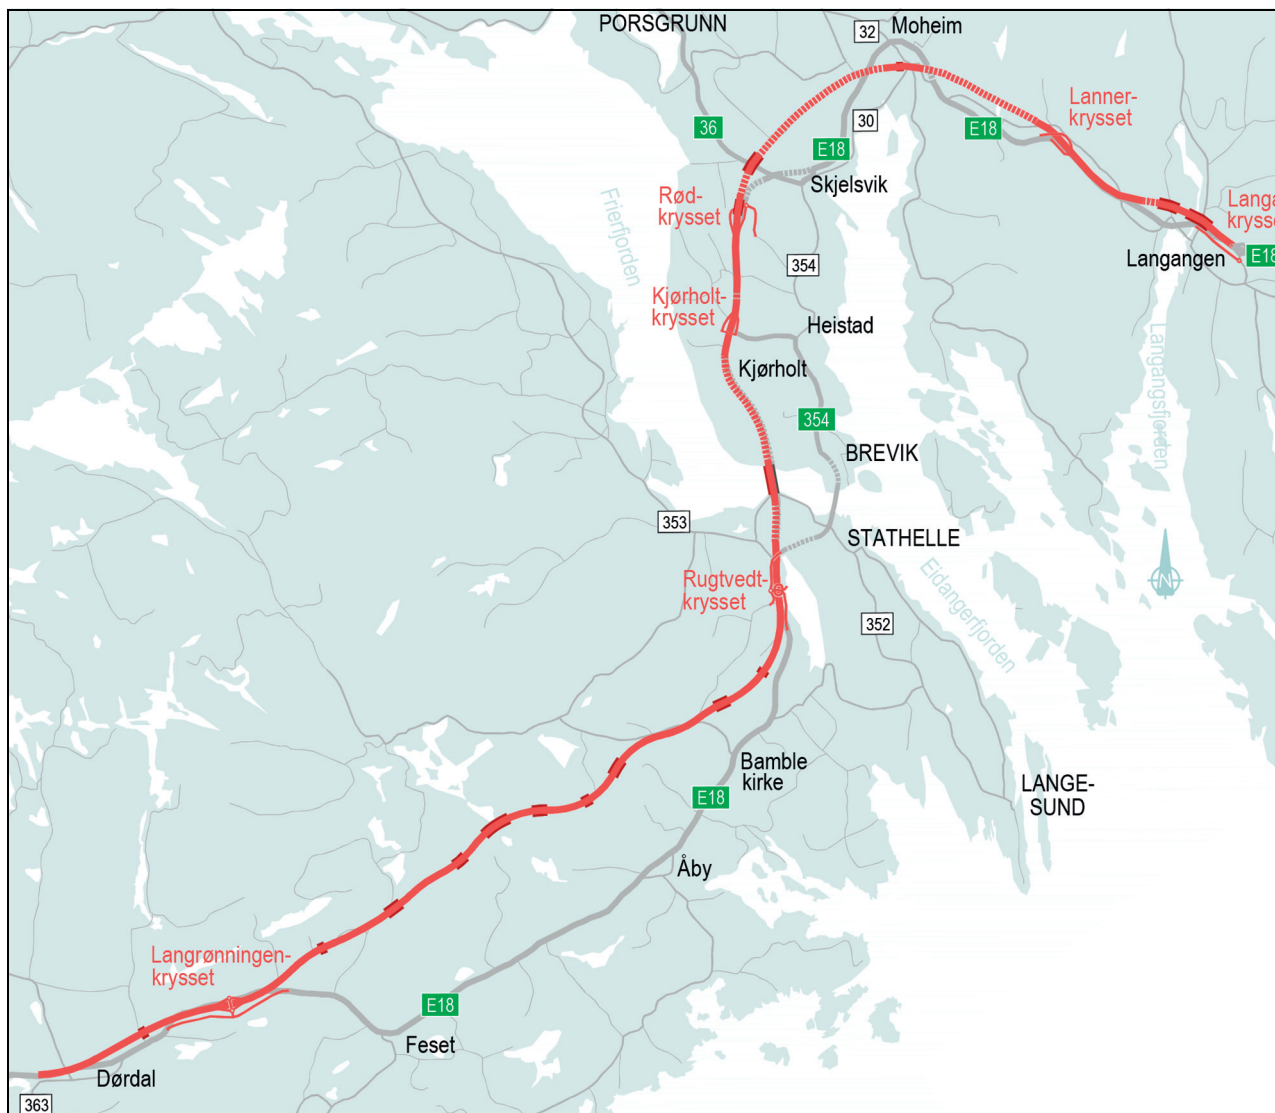 PORSGRUNN
32
Moheim
Lanner-
krysset
36
E18
30
E18
Skjelsvik
Rød-
krysset
Frierfjorden
Langa
kryss
Langangen
E18
354
Kjørholt-
krysset
Heistad
Kjørholt
Langangsfjorden
354
BREVIK
353
STATHELLE
Eidangerfjorden
N
Rugtvedt-
krysset
352
Bamble
kirke
E18
LANGE-
SUND
Åby
Langrønningen-
krysset
E18
Feset
Dørdal
363